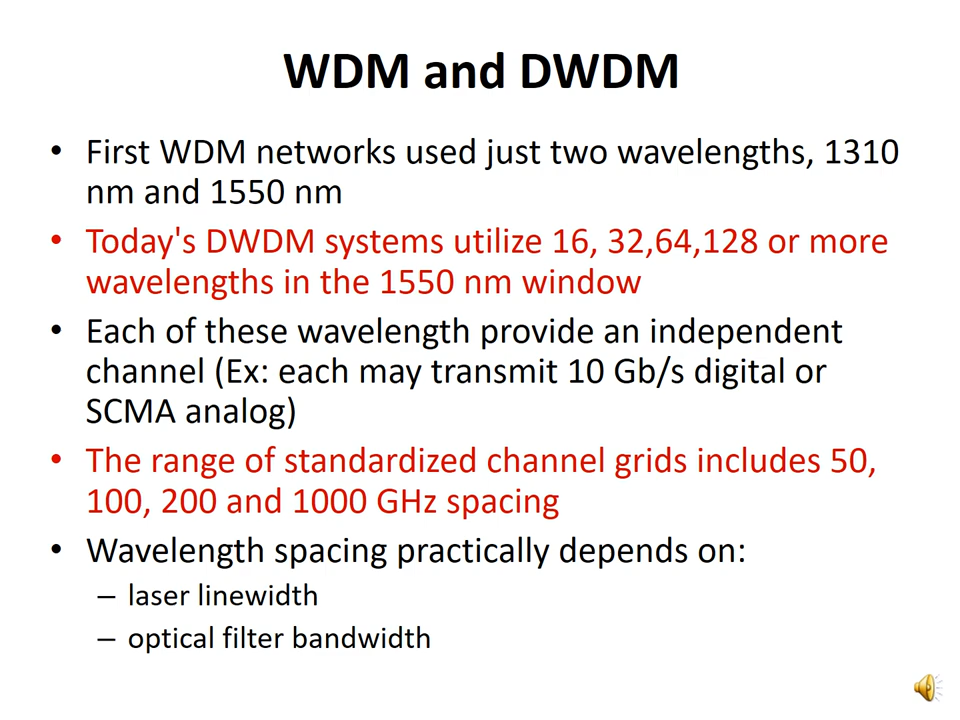 WDM and DWDM
• First WDM networks used just two wavelengths, 1310
nm and 1550 nm
• Today's DWDM systems utilize 16, 32,64,128 or more
wavelengths in the 1550 nm window
• Each of these wavelength provide an independent
channel (Ex: each may transmit 10 Gb/s digital or
SCMA analog)
• The range of standardized channel grids includes 50,
100, 200 and 1000 GHz spacing
• Wavelength spacing practically depends on:
– laser linewidth
– optical filter bandwidth